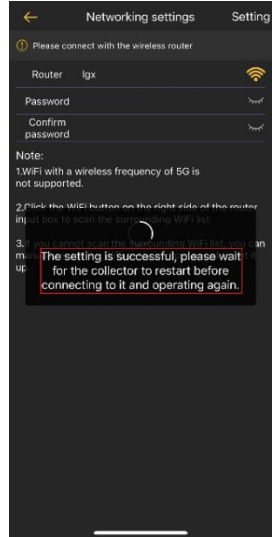 Networking settings Setting
Please connect with the wireless router
Router lgx
Password
Confirm
password
Note:
1.WiFi with a wireless frequency of 5G is
not supported.
2.Click the WiFi button on the right side of the router
input box to scan the surrounding WiFi list.
3.If you cannot scan the surrounding WiFi list, you can
The setting is successful, please wait
for the collector to restart before
connecting to it and operating again.